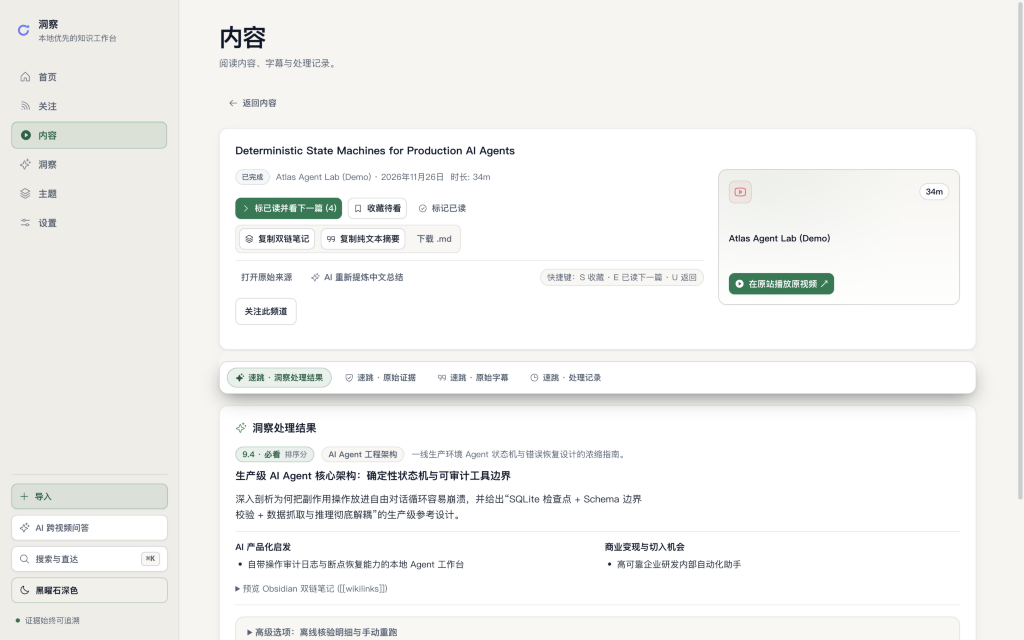 洞察
本地优先的知识工作台
首页
关注
内容
洞察
主题
设置
导入
AI 跨视频问答
搜索与直达 ⌘K
黑曜石深色
证据始终可追溯
内容
阅读内容、字幕与处理记录。
返回内容
Deterministic State Machines for Production AI Agents
已完成 Atlas Agent Lab (Demo) · 2026年11月26日 时长: 34m
标已读并看下一篇 (4) 收藏待看 标记已读
复制双链笔记 复制纯文本摘要 下载 .md
打开原始来源 AI 重新提炼中文总结 快捷键：S 收藏 · E 已读下一篇 · U 返回
关注此频道
34m
Atlas Agent Lab (Demo)
在原站播放原视频 ↗
速跳 · 洞察处理结果 速跳 · 原始证据 速跳 · 原始字幕 速跳 · 处理记录
洞察处理结果
9.4 · 必看 排序分 AI Agent 工程架构 一线生产环境 Agent 状态机与错误恢复设计的浓缩指南。
生产级 AI Agent 核心架构：确定性状态机与可审计工具边界
深入剖析为何把副作用操作放进自由对话循环容易崩溃，并给出“SQLite 检查点 + Schema 边界
校验 + 数据抓取与推理彻底解耦”的生产级参考设计。
AI 产品化启发
• 自带操作审计日志与断点恢复能力的本地 Agent 工作台
商业变现与切入机会
• 高可靠企业研发内部自动化助手
▶ 预览 Obsidian 双链笔记 ([[wikilinks]])
▶ 高级选项：离线核验明细与手动重跑